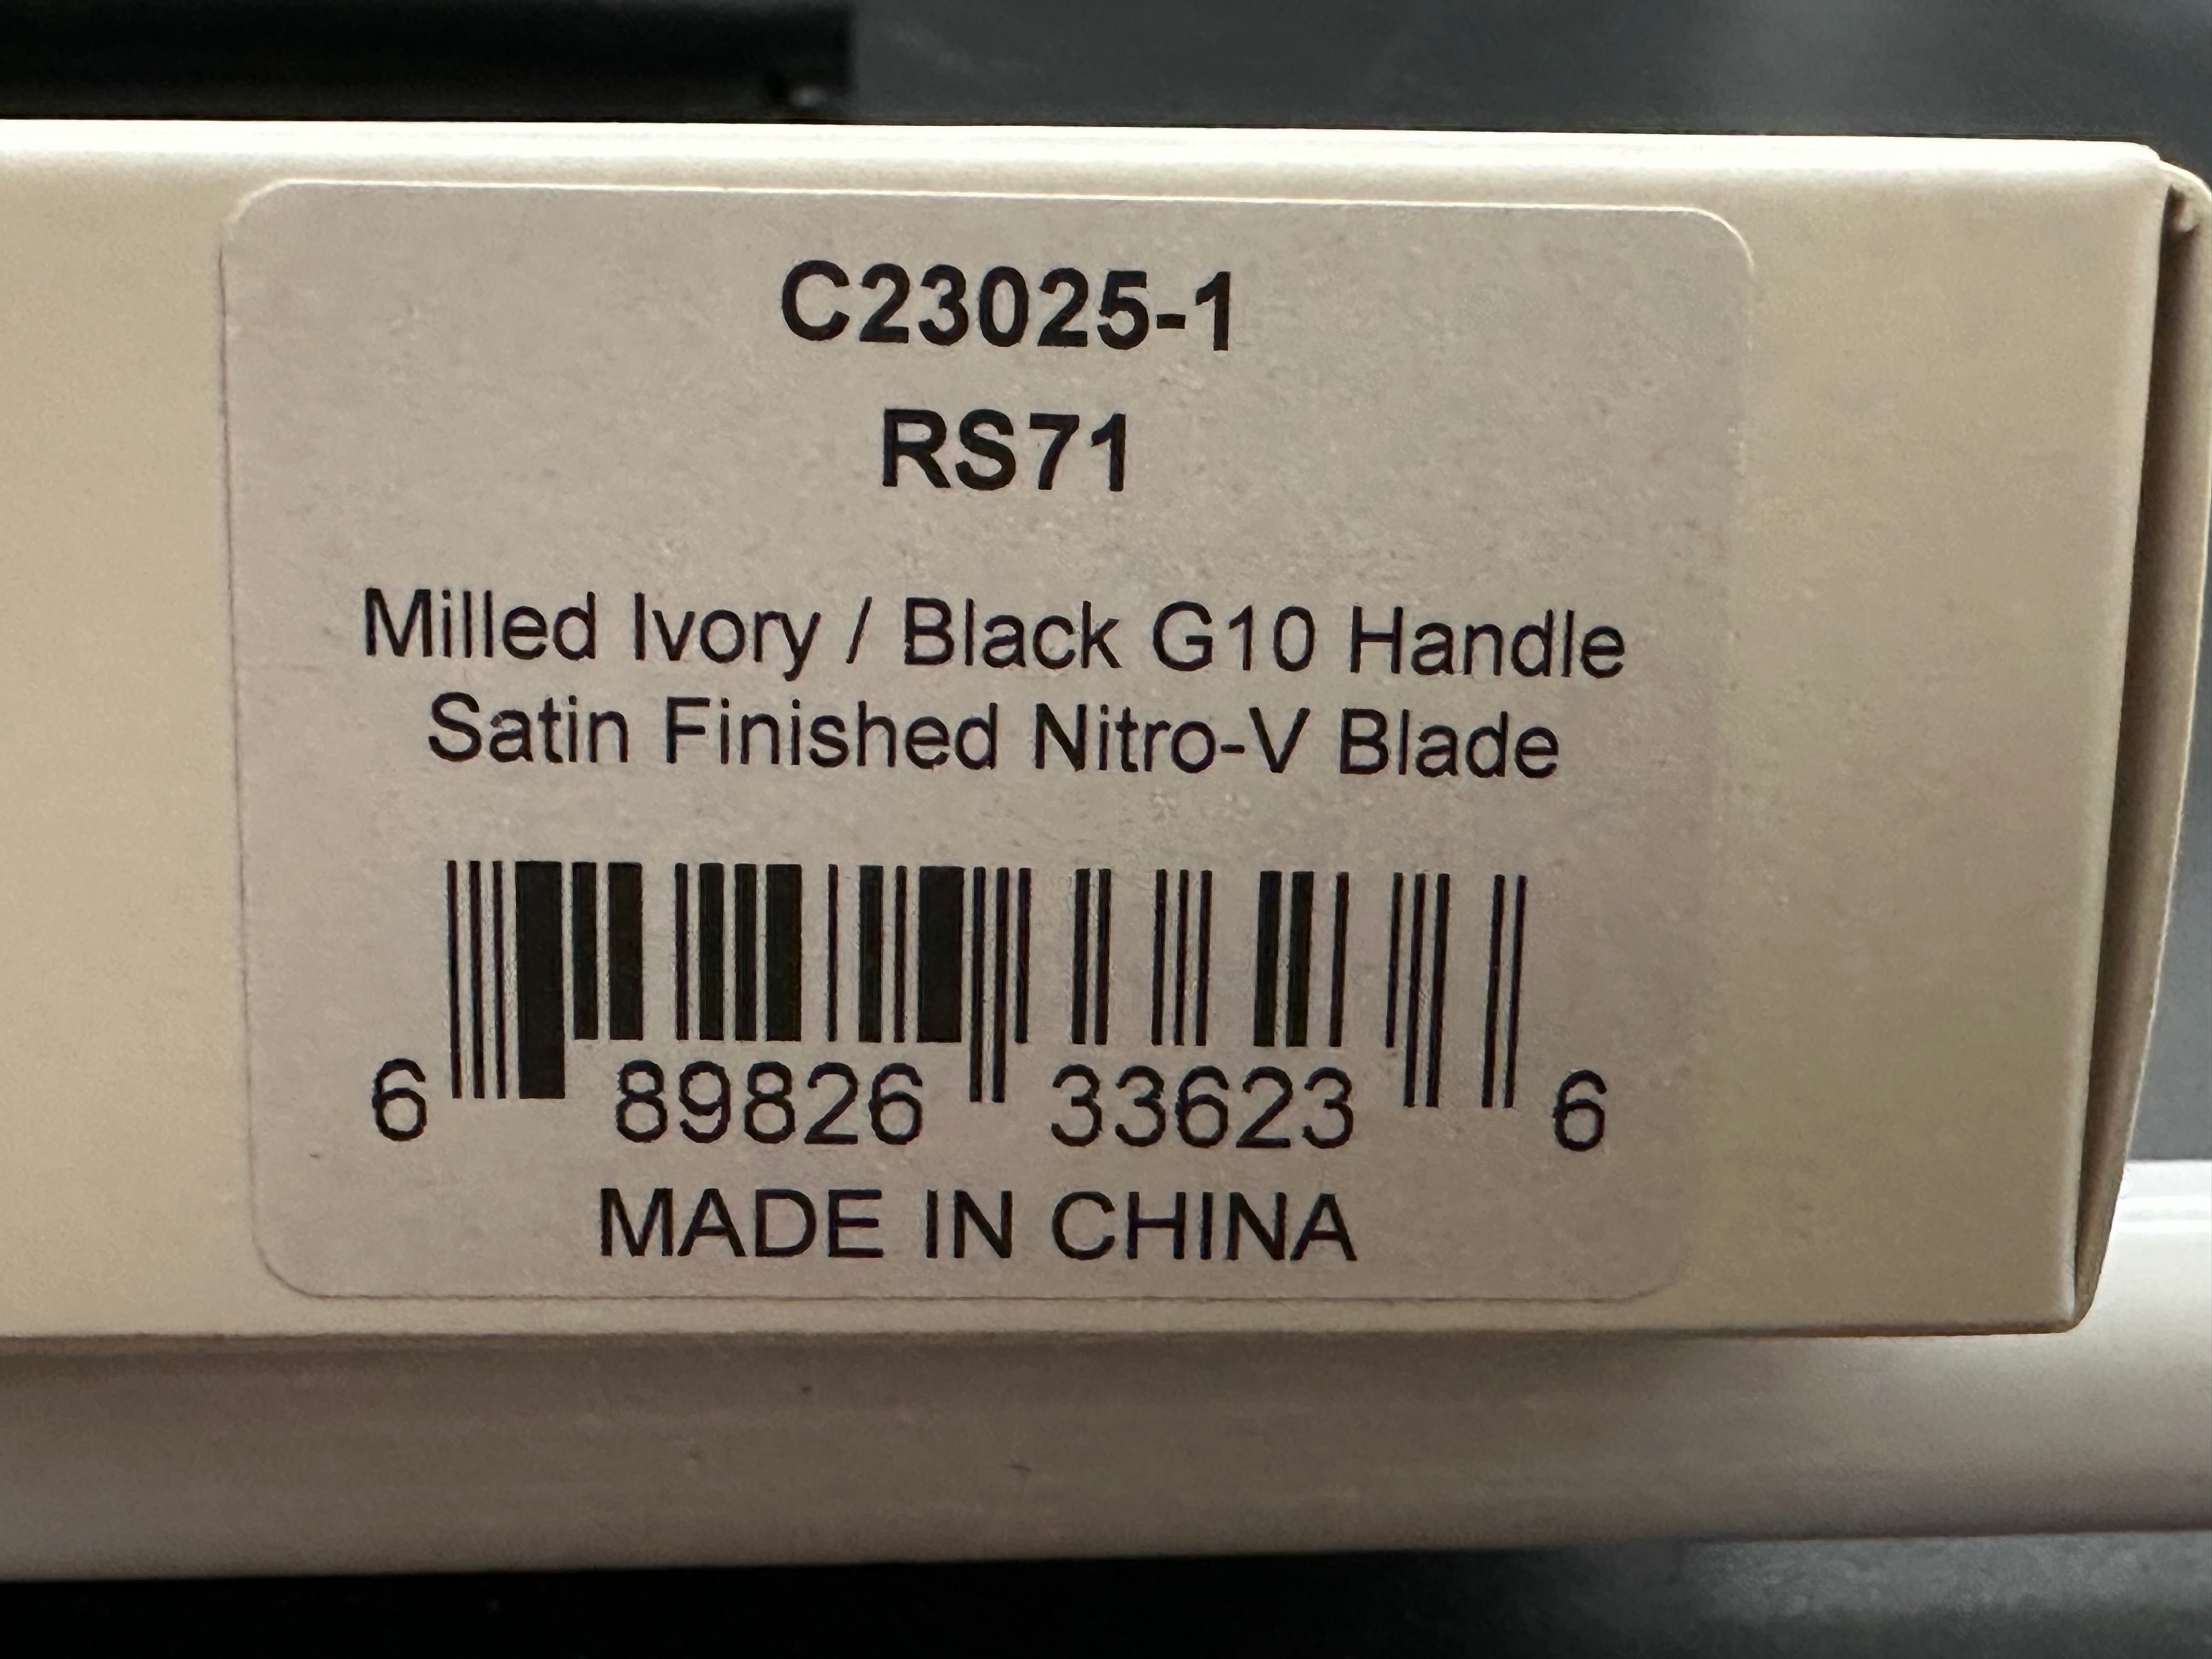 C23025-1
RS71
Milled Ivory / Black G10 Handle
Satin Finished Nitro-V Blade
6 89826 33623 6
MADE IN CHINA